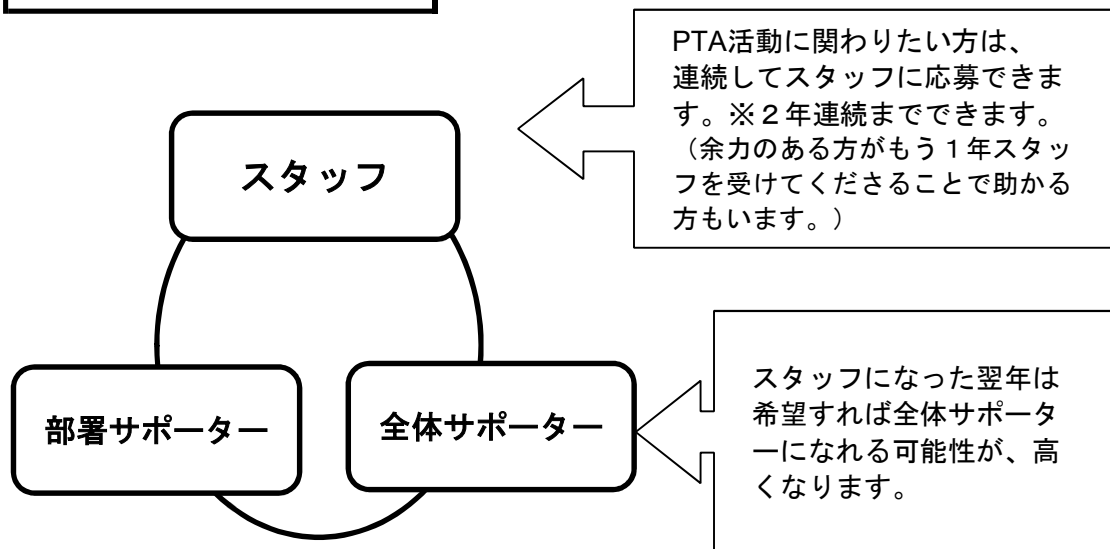 PTA活動に関わりたい方は、
連続してスタッフに応募できま
す。※２年連続までできます。
（余力のある方がもう１年スタッ
フを受けてくださることで助かる
方もいます。）
スタッフ
スタッフになった翌年は
希望すれば全体サポータ
ーになれる可能性が、高
くなります。
部署サポーター
全体サポーター